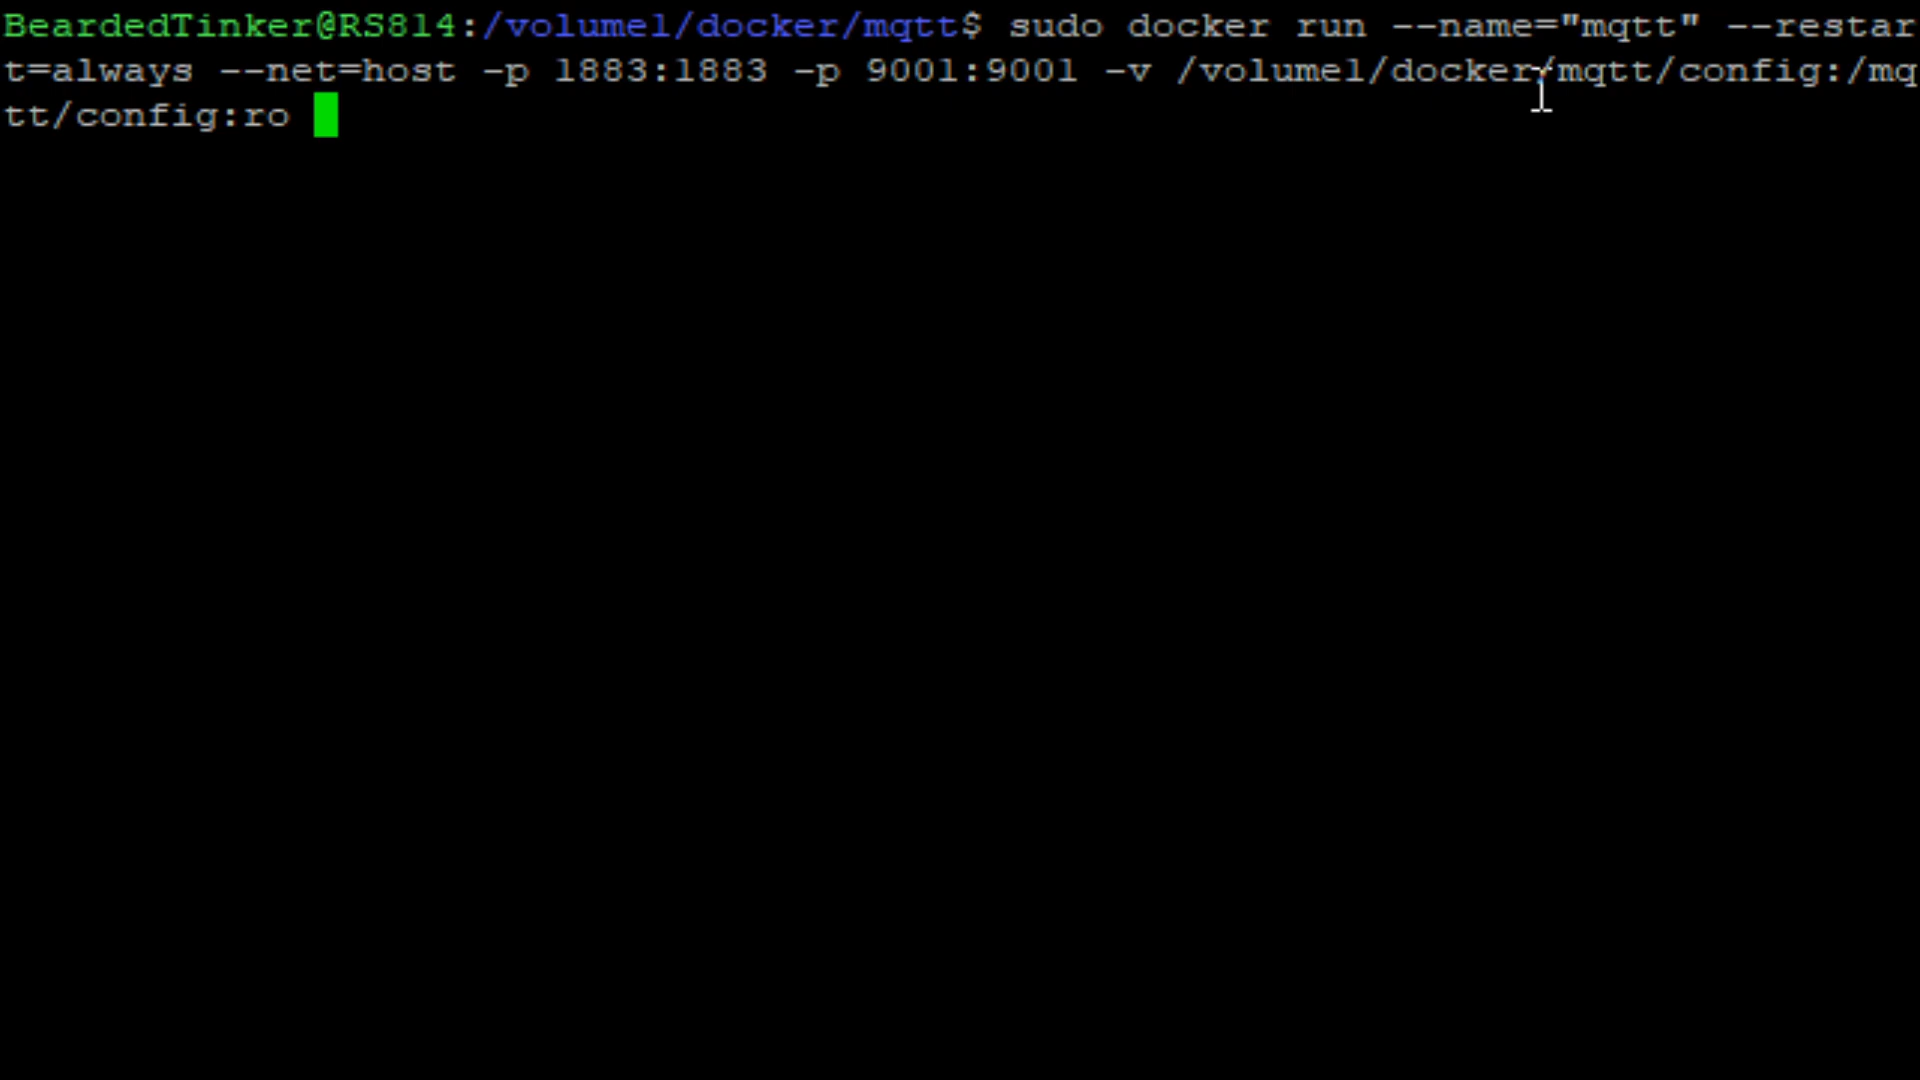 BeardedTinker@RS814:/volume1/docker/mqtt$ sudo docker run --name="mqtt" --restar
t=always --net=host -p 1883:1883 -p 9001:9001 -v /volume1/docker/mqtt/config:/mq
tt/config:ro